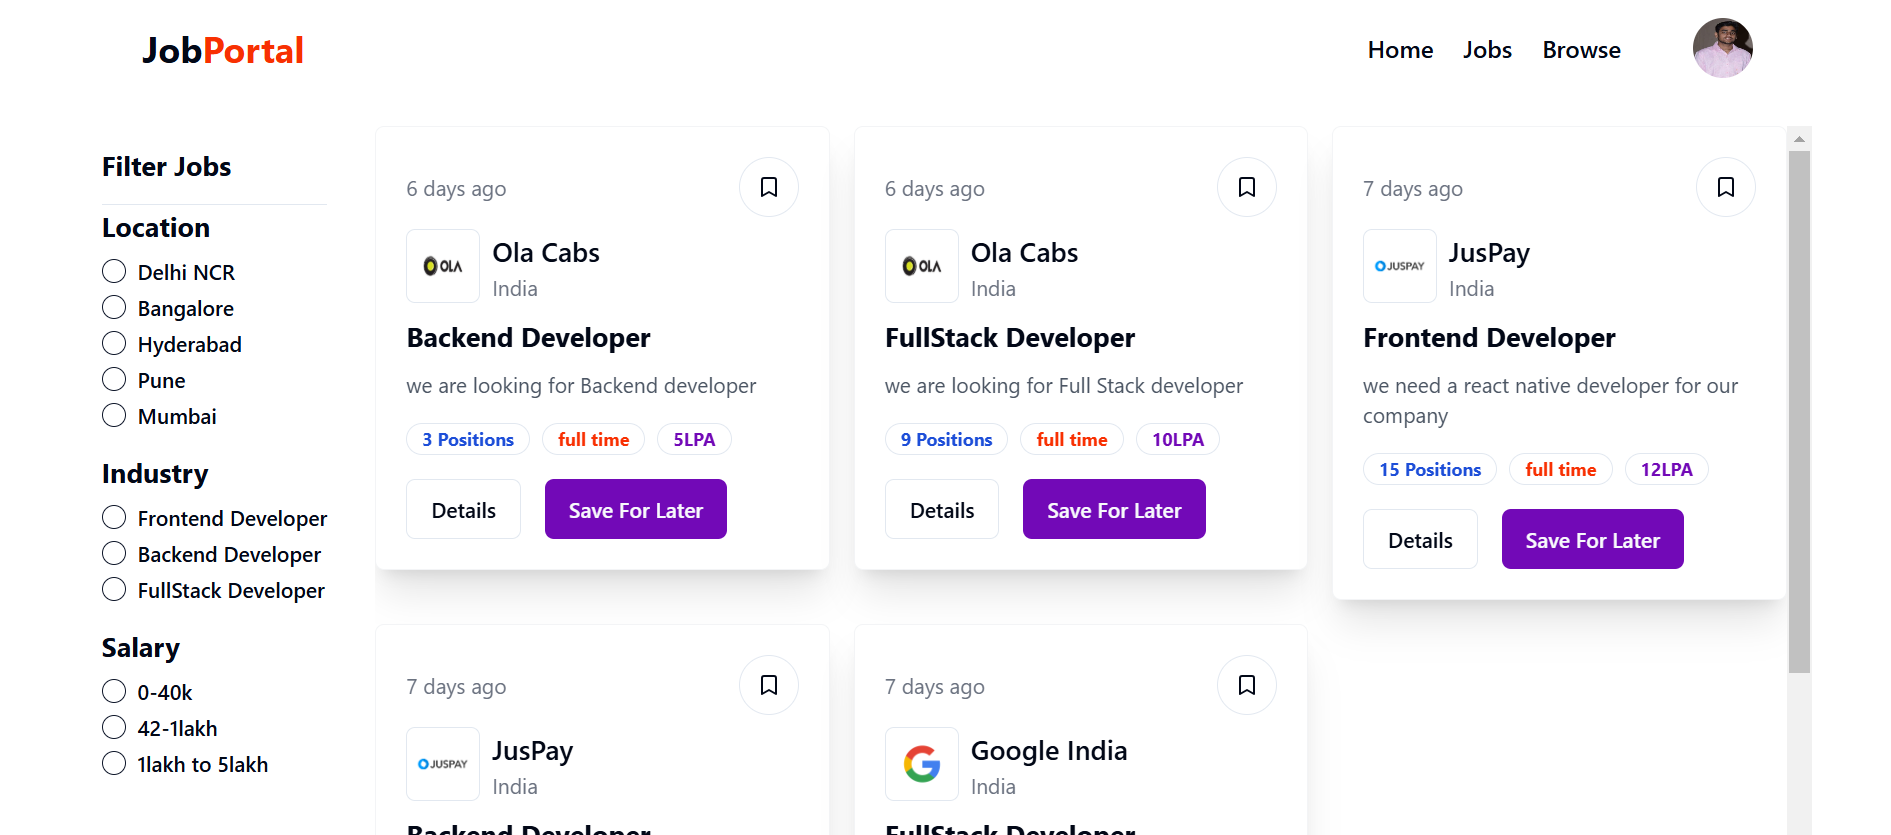 JobPortal
Home Jobs Browse
Filter Jobs
Location
Delhi NCR
Bangalore
Hyderabad
Pune
Mumbai
Industry
Frontend Developer
Backend Developer
FullStack Developer
Salary
0-40k
42-1lakh
1lakh to 5lakh
6 days ago
OLA
Ola Cabs
India
Backend Developer
we are looking for Backend developer
3 Positions full time 5LPA
Details Save For Later
6 days ago
OLA
Ola Cabs
India
FullStack Developer
we are looking for Full Stack developer
9 Positions full time 10LPA
Details Save For Later
7 days ago
JUSPAY
JusPay
India
Frontend Developer
we need a react native developer for our
company
15 Positions full time 12LPA
Details Save For Later
7 days ago
JUSPAY
JusPay
India
Backend Developer
7 days ago
G
Google India
India
FullStack Developer